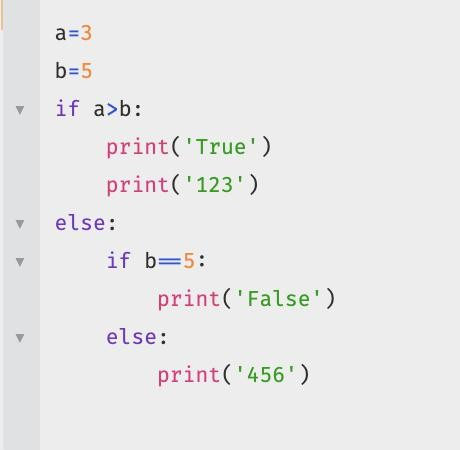 a=3
b=5
if a>b:
    print('True')
    print('123')
else:
    if b==5:
        print('False')
    else:
        print('456')